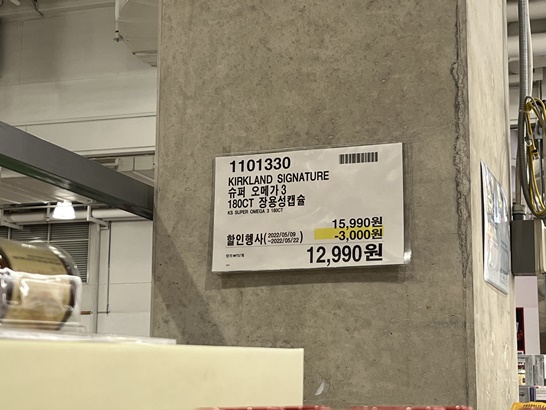 1101330
KIRKLAND SIGNATURE
슈퍼 오메가 3
180CT 장용성캡슐
KS SUPER OMEGA 3 180CT
15,990원
할인행사(2022/05/09 ~2022/05/22) -3,000원
12,990원